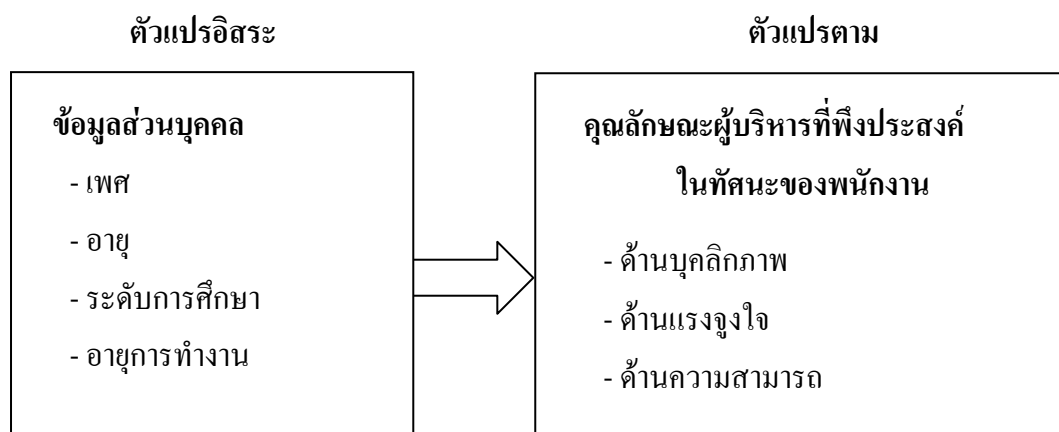 ตัวแปรอิสระ
ข้อมูลส่วนบุคคล
- เพศ
- อายุ
- ระดับการศึกษา
- อายุการทำงาน
ตัวแปรตาม
คุณลักษณะผู้บริหารที่พึงประสงค์
ในทัศนะของพนักงาน
- ด้านบุคลิกภาพ
- ด้านแรงจูงใจ
- ด้านความสามารถ